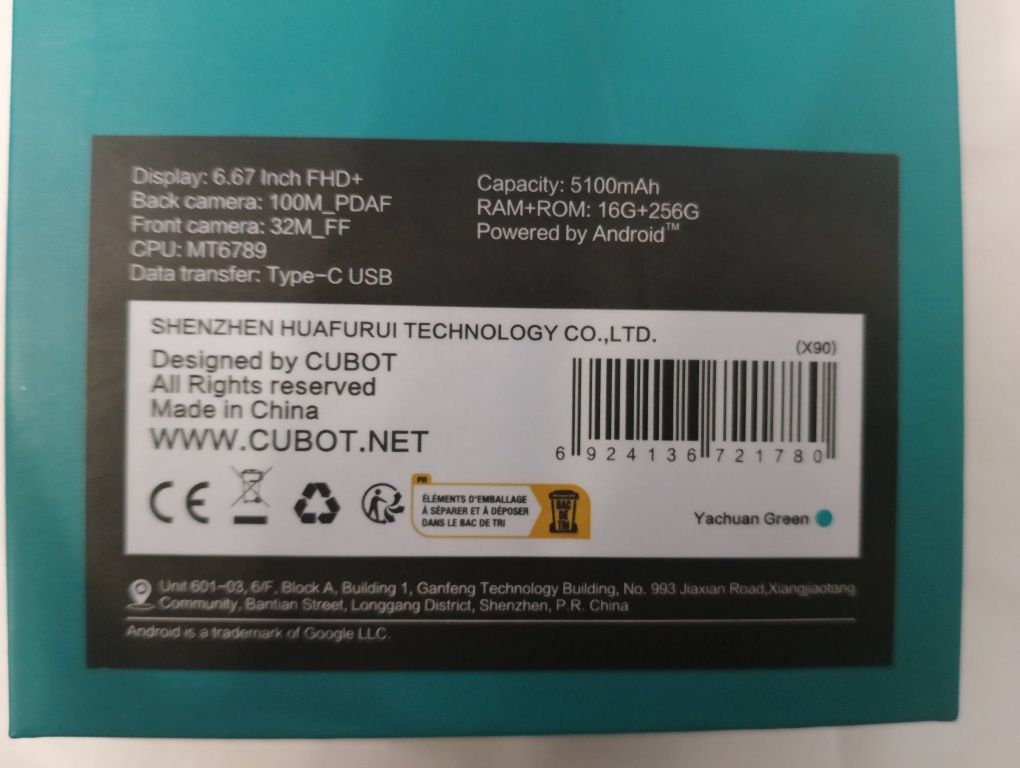 Display: 6.67 Inch FHD+
Back camera: 100M_PDAF
Front camera: 32M_FF
CPU: MT6789
Data transfer: Type-C USB
Capacity: 5100mAh
RAM+ROM: 16G+256G
Powered by Android™
SHENZHEN HUAFURUI TECHNOLOGY CO.,LTD.
Designed by CUBOT
All Rights reserved
Made in China
WWW.CUBOT.NET
(X90)
6 924136 721780
CE
FR
ÉLÉMENTS D'EMBALLAGE
À SÉPARER ET À DÉPOSER
DANS LE BAC DE TRI
BAC
DE
TRI
Yachuan Green
Unit 601-03, 6/F, Block A, Building 1, Ganfeng Technology Building, No. 993 Jiaxian Road,Xiangjiaotang
Community, Bantian Street, Longgang District, Shenzhen, P.R. China
Android is a trademark of Google LLC.